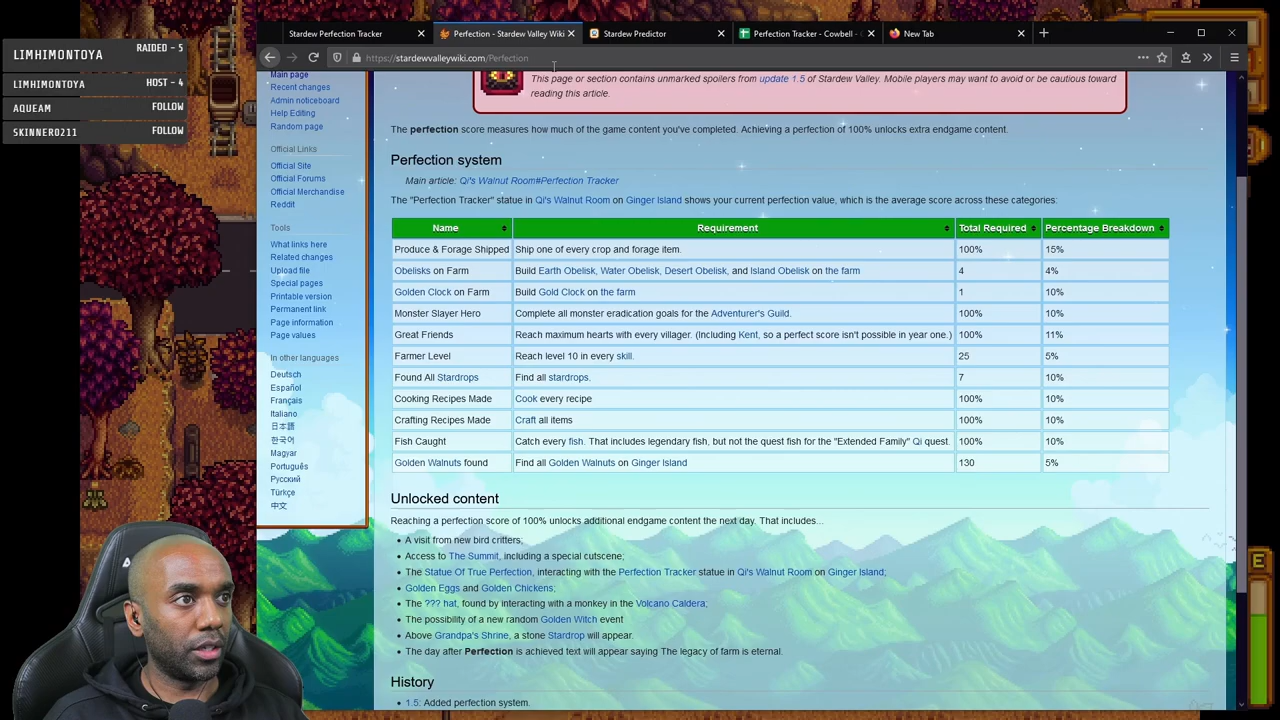 LIMHIMONTOYA RAIDED - 5
LIMHIMONTOYA HOST - 4
AQUEAM FOLLOW
SKINNER0211 FOLLOW
Stardew Perfection Tracker
Perfection - Stardew Valley Wiki
Stardew Predictor
Perfection Tracker - Cowbell -
New Tab
https://stardewvalleywiki.com/Perfection
Main page
Recent changes
Admin noticeboard
Help Editing
Random page
Official Links
Official Site
Official Forums
Official Merchandise
Reddit
Tools
What links here
Related changes
Upload file
Special pages
Printable version
Permanent link
Page information
Page values
In other languages
Deutsch
Español
Français
Italiano
日本語
한국어
Magyar
Português
Русский
Türkçe
中文
This page or section contains unmarked spoilers from update 1.5 of Stardew Valley. Mobile players may want to avoid or be cautious toward
reading this article.
The perfection score measures how much of the game content you've completed. Achieving a perfection of 100% unlocks extra endgame content.
Perfection system
Main article: Qi's Walnut Room#Perfection Tracker
The "Perfection Tracker" statue in Qi's Walnut Room on Ginger Island shows your current perfection value, which is the average score across these categories:
Name Requirement Total Required Percentage Breakdown
Produce & Forage Shipped Ship one of every crop and forage item. 100% 15%
Obelisks on Farm Build Earth Obelisk, Water Obelisk, Desert Obelisk, and Island Obelisk on the farm 4 4%
Golden Clock on Farm Build Gold Clock on the farm 1 10%
Monster Slayer Hero Complete all monster eradication goals for the Adventurer's Guild. 100% 10%
Great Friends Reach maximum hearts with every villager. (Including Kent, so a perfect score isn't possible in year one.) 100% 11%
Farmer Level Reach level 10 in every skill. 25 5%
Found All Stardrops Find all stardrops. 7 10%
Cooking Recipes Made Cook every recipe 100% 10%
Crafting Recipes Made Craft all items 100% 10%
Fish Caught Catch every fish. That includes legendary fish, but not the quest fish for the "Extended Family" Qi quest. 100% 10%
Golden Walnuts found Find all Golden Walnuts on Ginger Island 130 5%
Unlocked content
Reaching a perfection score of 100% unlocks additional endgame content the next day. That includes...
• A visit from new bird critters;
• Access to The Summit, including a special cutscene;
• The Statue Of True Perfection, interacting with the Perfection Tracker statue in Qi's Walnut Room on Ginger Island;
• Golden Eggs and Golden Chickens;
• The ??? hat, found by interacting with a monkey in the Volcano Caldera;
• The possibility of a new random Golden Witch event
• Above Grandpa's Shrine, a stone Stardrop will appear.
• The day after Perfection is achieved text will appear saying The legacy of farm is eternal.
History
• 1.5: Added perfection system.
E